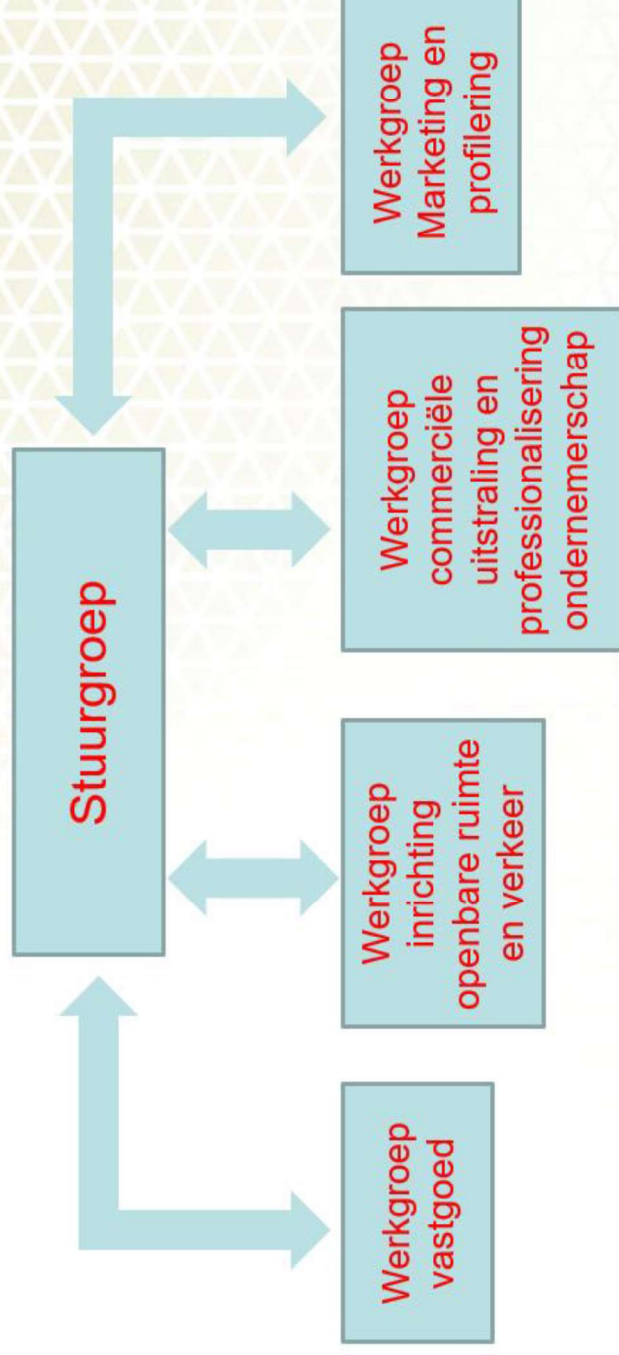 Stuurgroep
Werkgroep
vastgoed
Werkgroep
inrichting
openbare ruimte
en verkeer
Werkgroep
commerciële
uitstraling en
professionalisering
ondernemerschap
Werkgroep
Marketing en
profilering